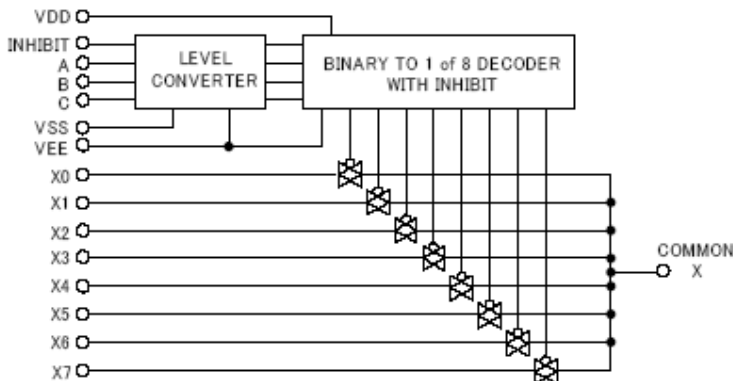 VDD
INHIBIT
A
B
C
VSS
VEE
LEVEL
CONVERTER
BINARY TO 1 of 8 DECODER
WITH INHIBIT
X0
X1
X2
X3
X4
X5
X6
X7
COMMON
X